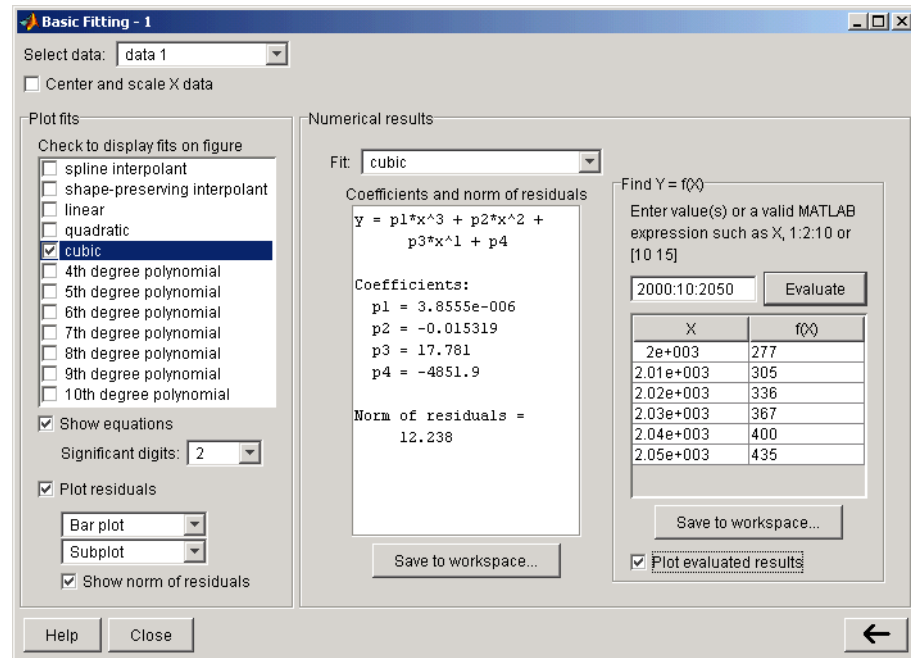 Basic Fitting - 1
Select data: data 1
Center and scale X data
Plot fits
Check to display fits on figure
spline interpolant
shape-preserving interpolant
linear
quadratic
cubic
4th degree polynomial
5th degree polynomial
6th degree polynomial
7th degree polynomial
8th degree polynomial
9th degree polynomial
10th degree polynomial
Show equations
Significant digits: 2
Plot residuals
Bar plot
Subplot
Show norm of residuals
Numerical results
Fit: cubic
Coefficients and norm of residuals
y = p1*x^3 + p2*x^2 +
p3*x^1 + p4
Coefficients:
p1 = 3.8555e-006
p2 = -0.015319
p3 = 17.781
p4 = -4851.9
Norm of residuals =
12.238
Save to workspace...
Find Y = f(X)
Enter value(s) or a valid MATLAB
expression such as X, 1:2:10 or
[10 15]
2000:10:2050 Evaluate
X f(X)
2e+003 277
2.01e+003 305
2.02e+003 336
2.03e+003 367
2.04e+003 400
2.05e+003 435
Save to workspace...
Plot evaluated results
Help Close